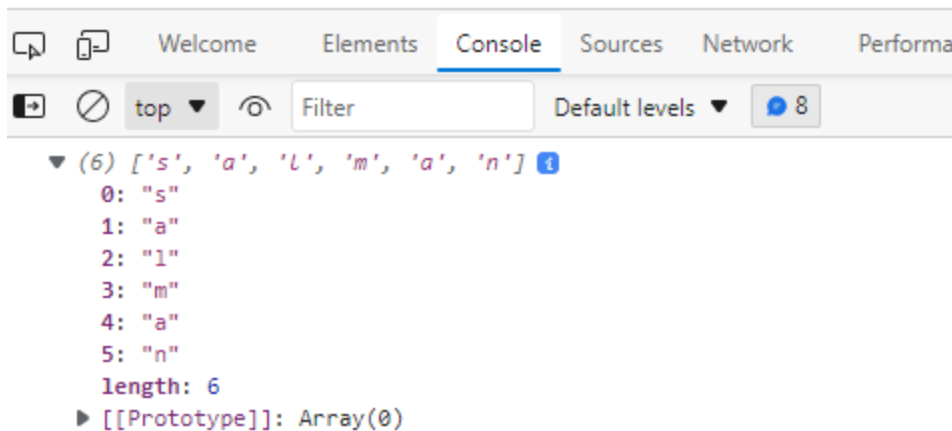 Welcome Elements Console Sources Network Performa
top ▼ Filter Default levels ▼ 8
▼ (6) ['s', 'a', 'l', 'm', 'a', 'n'] i
0: "s"
1: "a"
2: "l"
3: "m"
4: "a"
5: "n"
length: 6
▶ [[Prototype]]: Array(0)